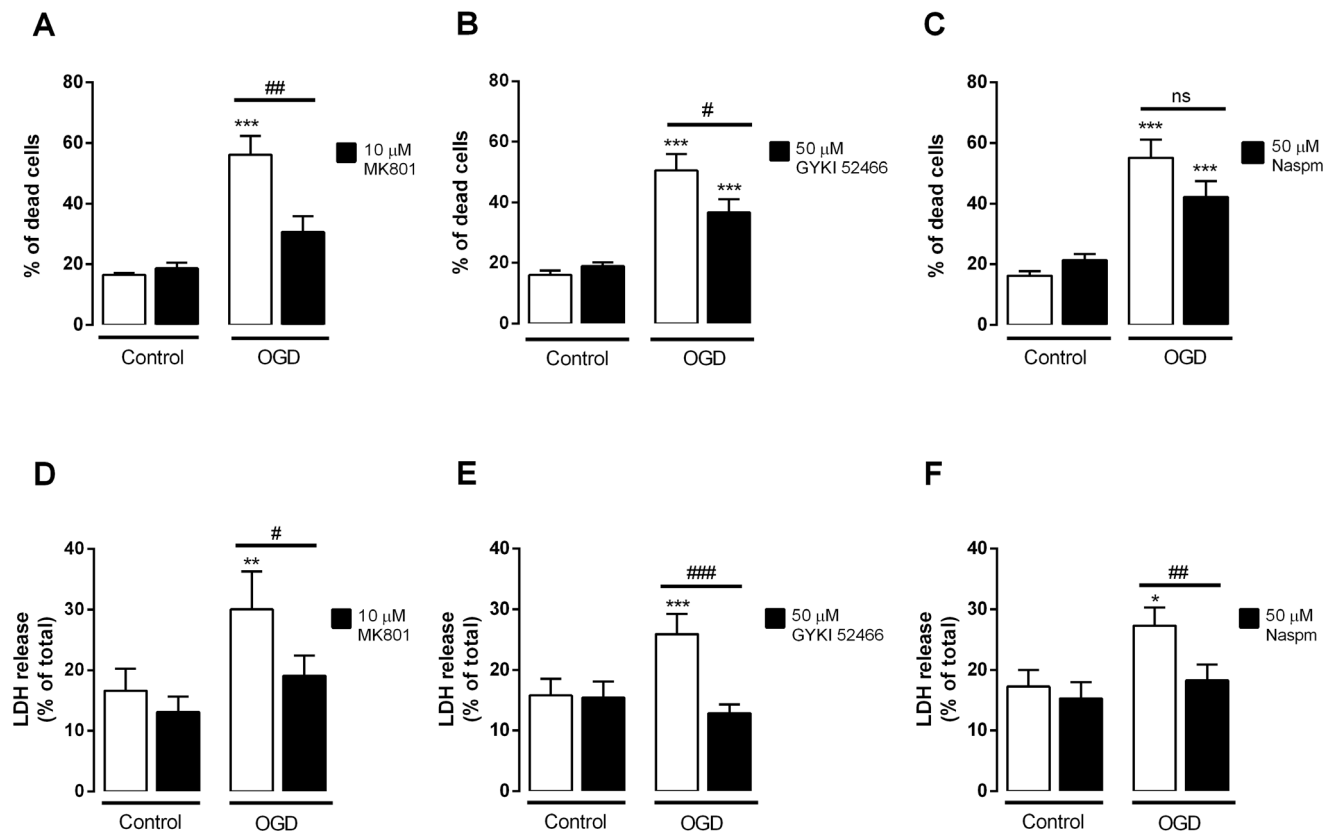 A
% of dead cells
80
60
40
20
0
***
##
Control
OGD
10 μM
MK801
B
% of dead cells
80
60
40
20
0
***
#
***
Control
OGD
50 μM
GYKI 52466
C
% of dead cells
80
60
40
20
0
***
ns
***
Control
OGD
50 μM
Naspm
D
LDH release
(% of total)
40
30
20
10
0
**
#
Control
OGD
10 μM
MK801
E
LDH release
(% of total)
40
30
20
10
0
***
###
Control
OGD
50 μM
GYKI 52466
F
LDH release
(% of total)
40
30
20
10
0
*
##
Control
OGD
50 μM
Naspm